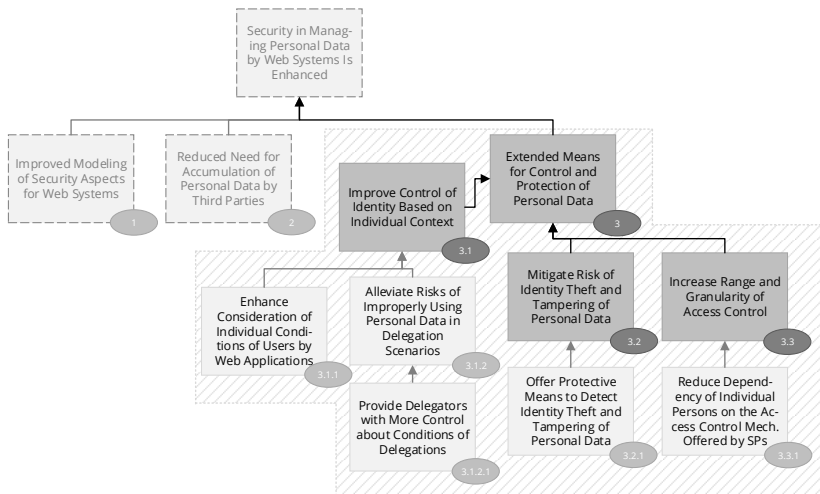 Security in Manag-
ing Personal Data
by Web Systems Is
Enhanced
Improved Modeling
of Security Aspects
for Web Systems
1
Reduced Need for
Accumulation of
Personal Data by
Third Parties
2
Extended Means
for Control and
Protection of
Personal Data
3
Improve Control of
Identity Based on
Individual Context
3.1
Enhance
Consideration of
Individual Condi-
tions of Users by
Web Applications
3.1.1
Alleviate Risks of
Improperly Using
Personal Data in
Delegation
Scenarios
3.1.2
Provide Delegators
with More Control
about Conditions of
Delegations
3.1.2.1
Mitigate Risk of
Identity Theft and
Tampering of
Personal Data
3.2
Offer Protective
Means to Detect
Identity Theft and
Tampering of
Personal Data
3.2.1
Increase Range and
Granularity of
Access Control
3.3
Reduce Depend-
ency of Individual
Persons on the Ac-
cess Control Mech.
Offered by SPs
3.3.1